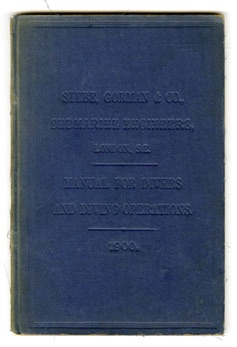 SIEBE, GORMAN & CO.,
SUBMARINE ENGINEERS,
LONDON, S.E.
MANUAL FOR DIVERS
AND DIVING OPERATIONS.
1900.